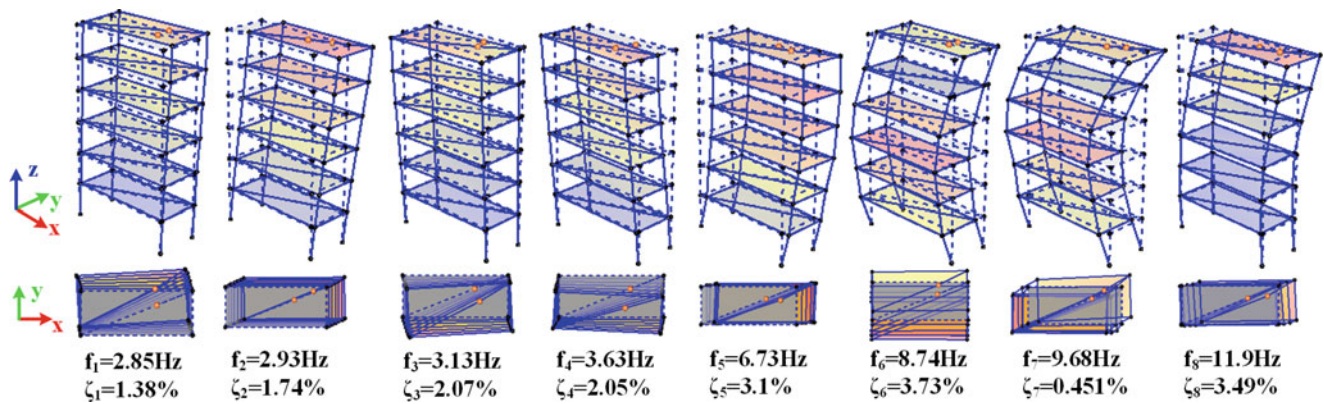 z
y
x
y
x
f₁=2.85Hz f₂=2.93Hz f₃=3.13Hz f₄=3.63Hz f₅=6.73Hz f₆=8.74Hz f₇=9.68Hz f₈=11.9Hz
ζ₁=1.38% ζ₂=1.74% ζ₃=2.07% ζ₄=2.05% ζ₅=3.1% ζ₆=3.73% ζ₇=0.451% ζ₈=3.49%